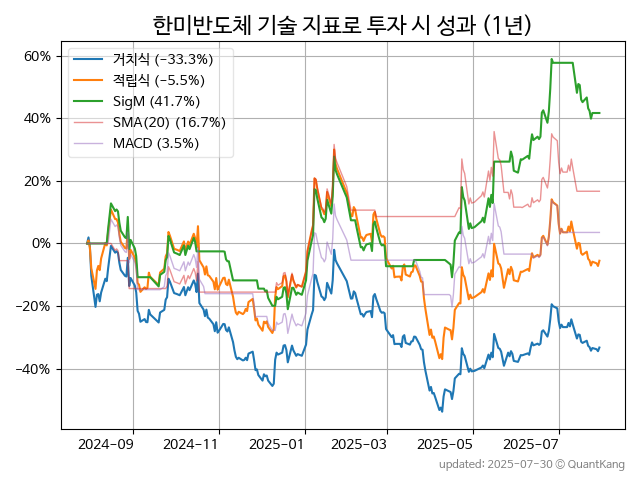 한미반도체 기술 지표로 투자 시 성과 (1년)
60%
40%
20%
0%
−20%
−40%
거치식 (−33.3%)
적립식 (−5.5%)
SigM (41.7%)
SMA(20) (16.7%)
MACD (3.5%)
2024-09
2024-11
2025-01
2025-03
2025-05
2025-07
updated: 2025-07-30 © QuantKang